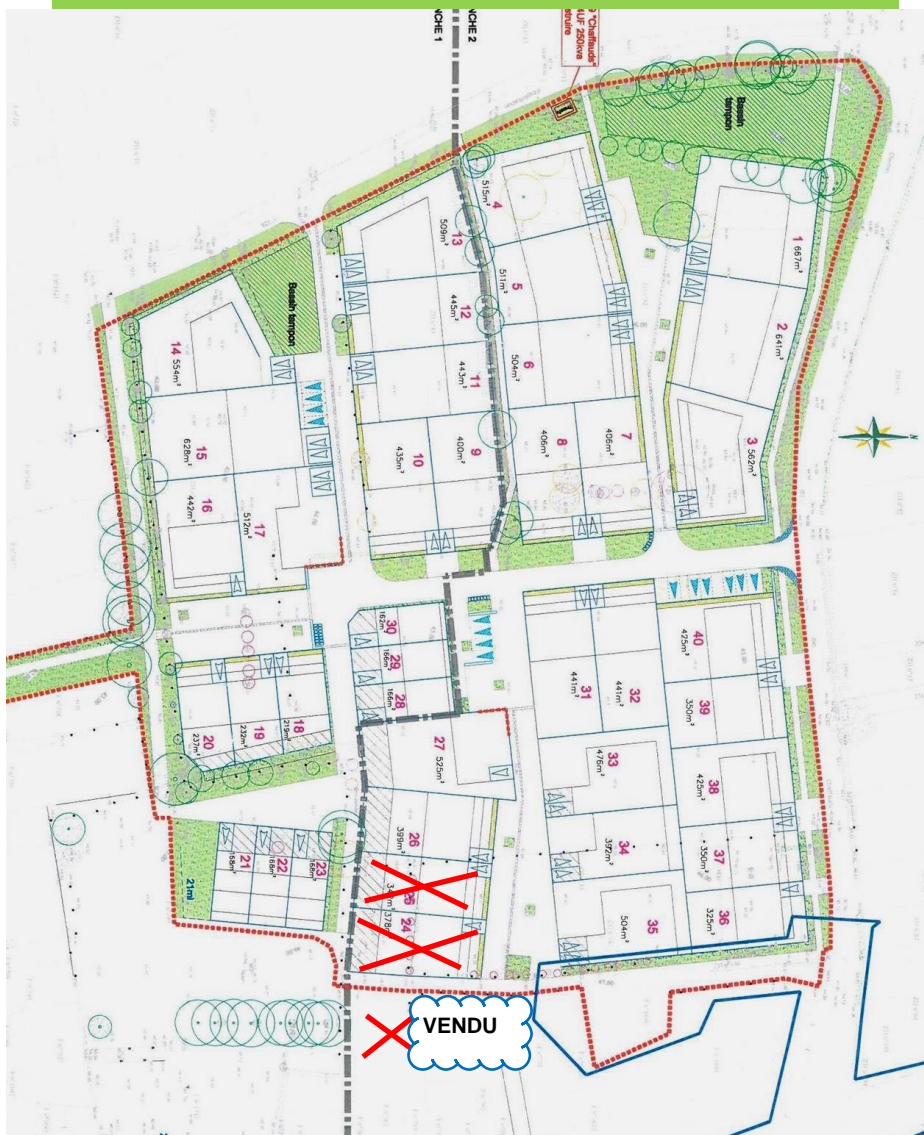 NCHE 2
NCHE 1
"Chaffauds"
UF 250kva
Bassin
tampon
4
515m²
1 667m²
13
509m²
5
511m²
2 641m²
12
445m²
Bassin tampon
6
504m²
11
443m²
14 554m²
3 562m²
7
406m²
8
406m²
9
400m²
10
435m²
15
628m²
16
442m²
17
512m²
N
30
162m²
29
166m²
28
166m²
40
425m²
31
441m²
32
441m²
39
350m²
18
219m²
19
232m²
20
237m²
27
525m²
33
476m²
38
425m²
26
399m²
34
392m²
37
350m²
21
168m²
22
168m²
23
168m²
21ml
24
378m²
35
504m²
36
325m²
VENDU